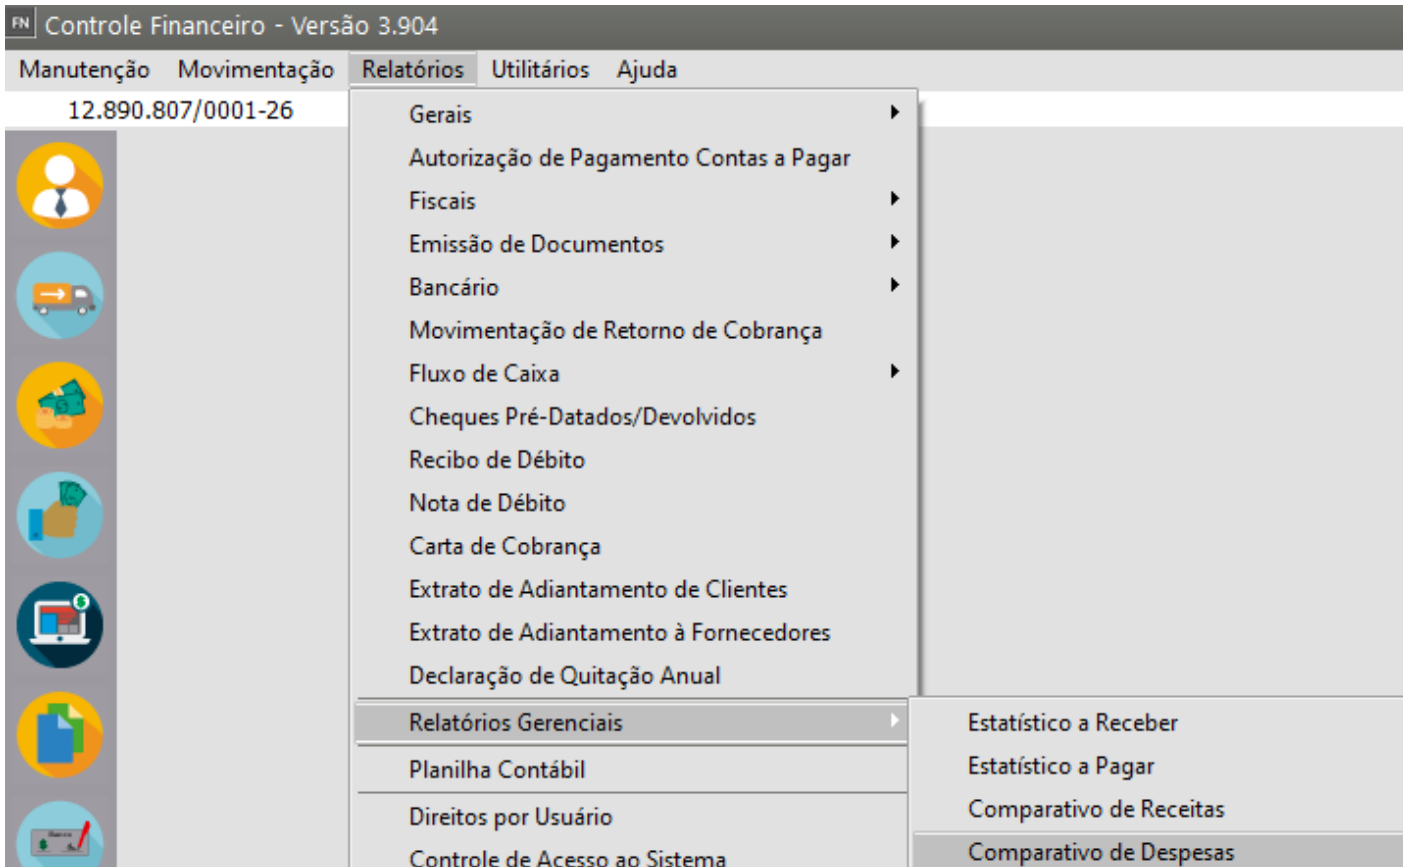 FN Controle Financeiro - Versão 3.904
Manutenção Movimentação Relatórios Utilitários Ajuda
12.890.807/0001-26
Gerais
Autorização de Pagamento Contas a Pagar
Fiscais
Emissão de Documentos
Bancário
Movimentação de Retorno de Cobrança
Fluxo de Caixa
Cheques Pré-Datados/Devolvidos
Recibo de Débito
Nota de Débito
Carta de Cobrança
Extrato de Adiantamento de Clientes
Extrato de Adiantamento à Fornecedores
Declaração de Quitação Anual
Relatórios Gerenciais
Estatístico a Receber
Estatístico a Pagar
Comparativo de Receitas
Comparativo de Despesas
Planilha Contábil
Direitos por Usuário
Controle de Acesso ao Sistema